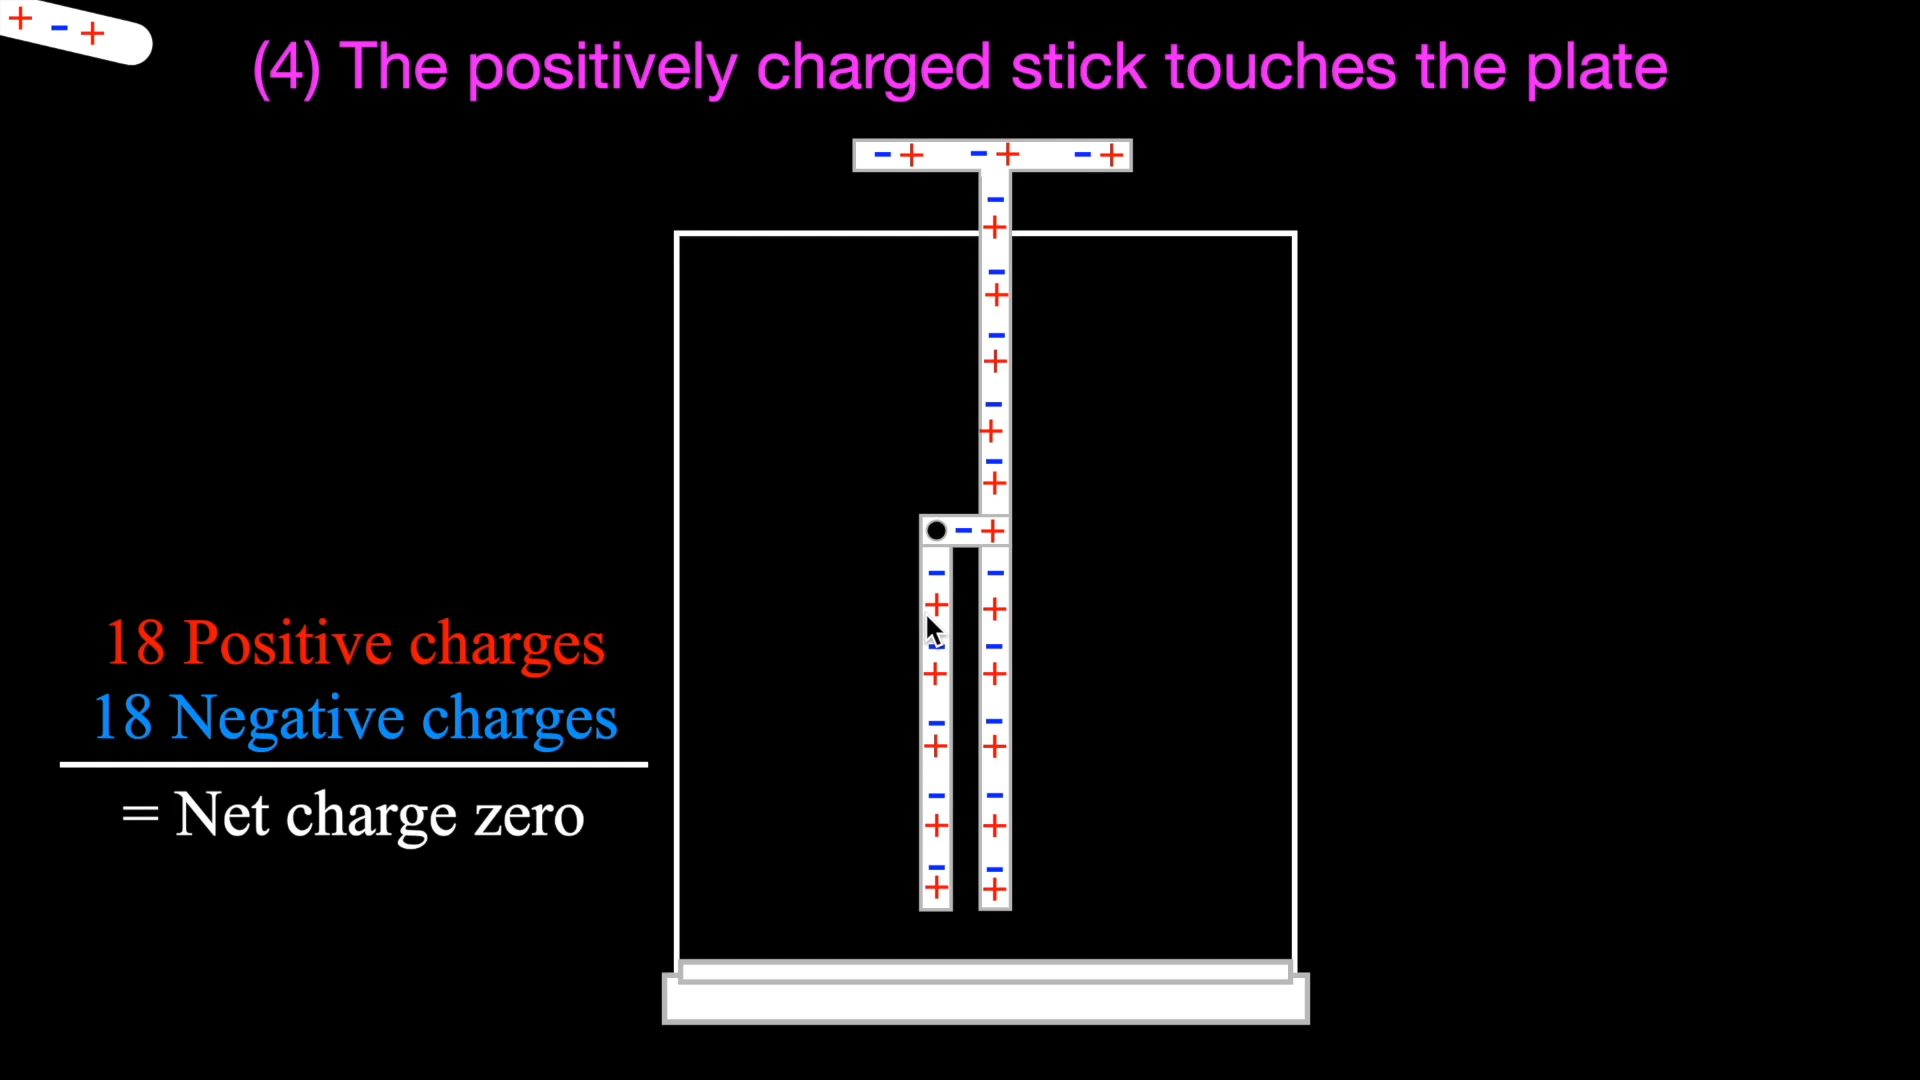 (4) The positively charged stick touches the plate
18 Positive charges
18 Negative charges
= Net charge zero